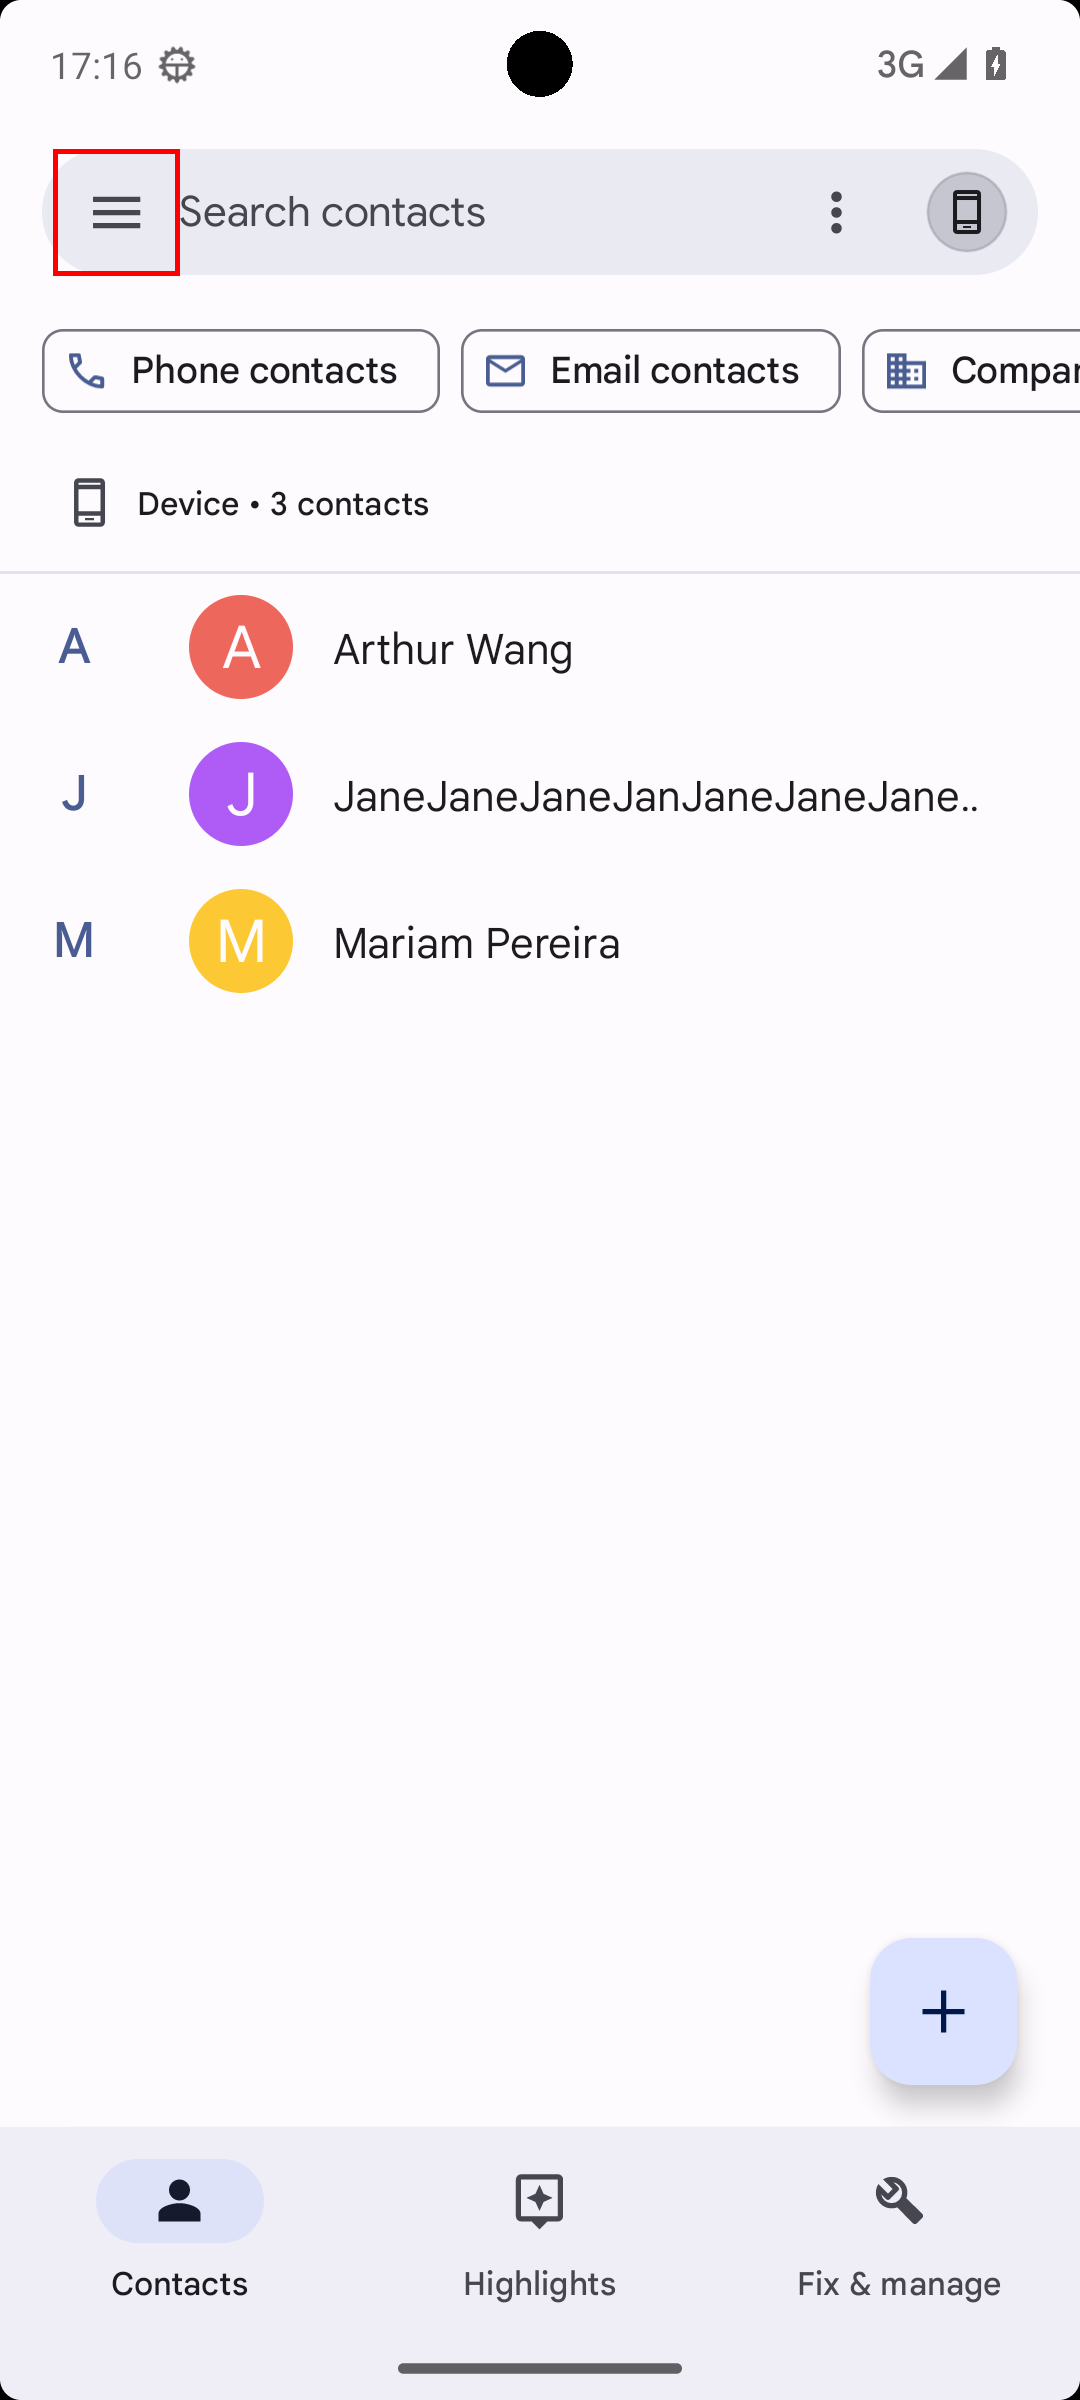 17:16
3G
Search contacts
Phone contacts
Email contacts
Compar
Device • 3 contacts
A
A
Arthur Wang
J
J
JaneJaneJaneJanJaneJaneJane..
M
M
Mariam Pereira
Contacts
Highlights
Fix & manage